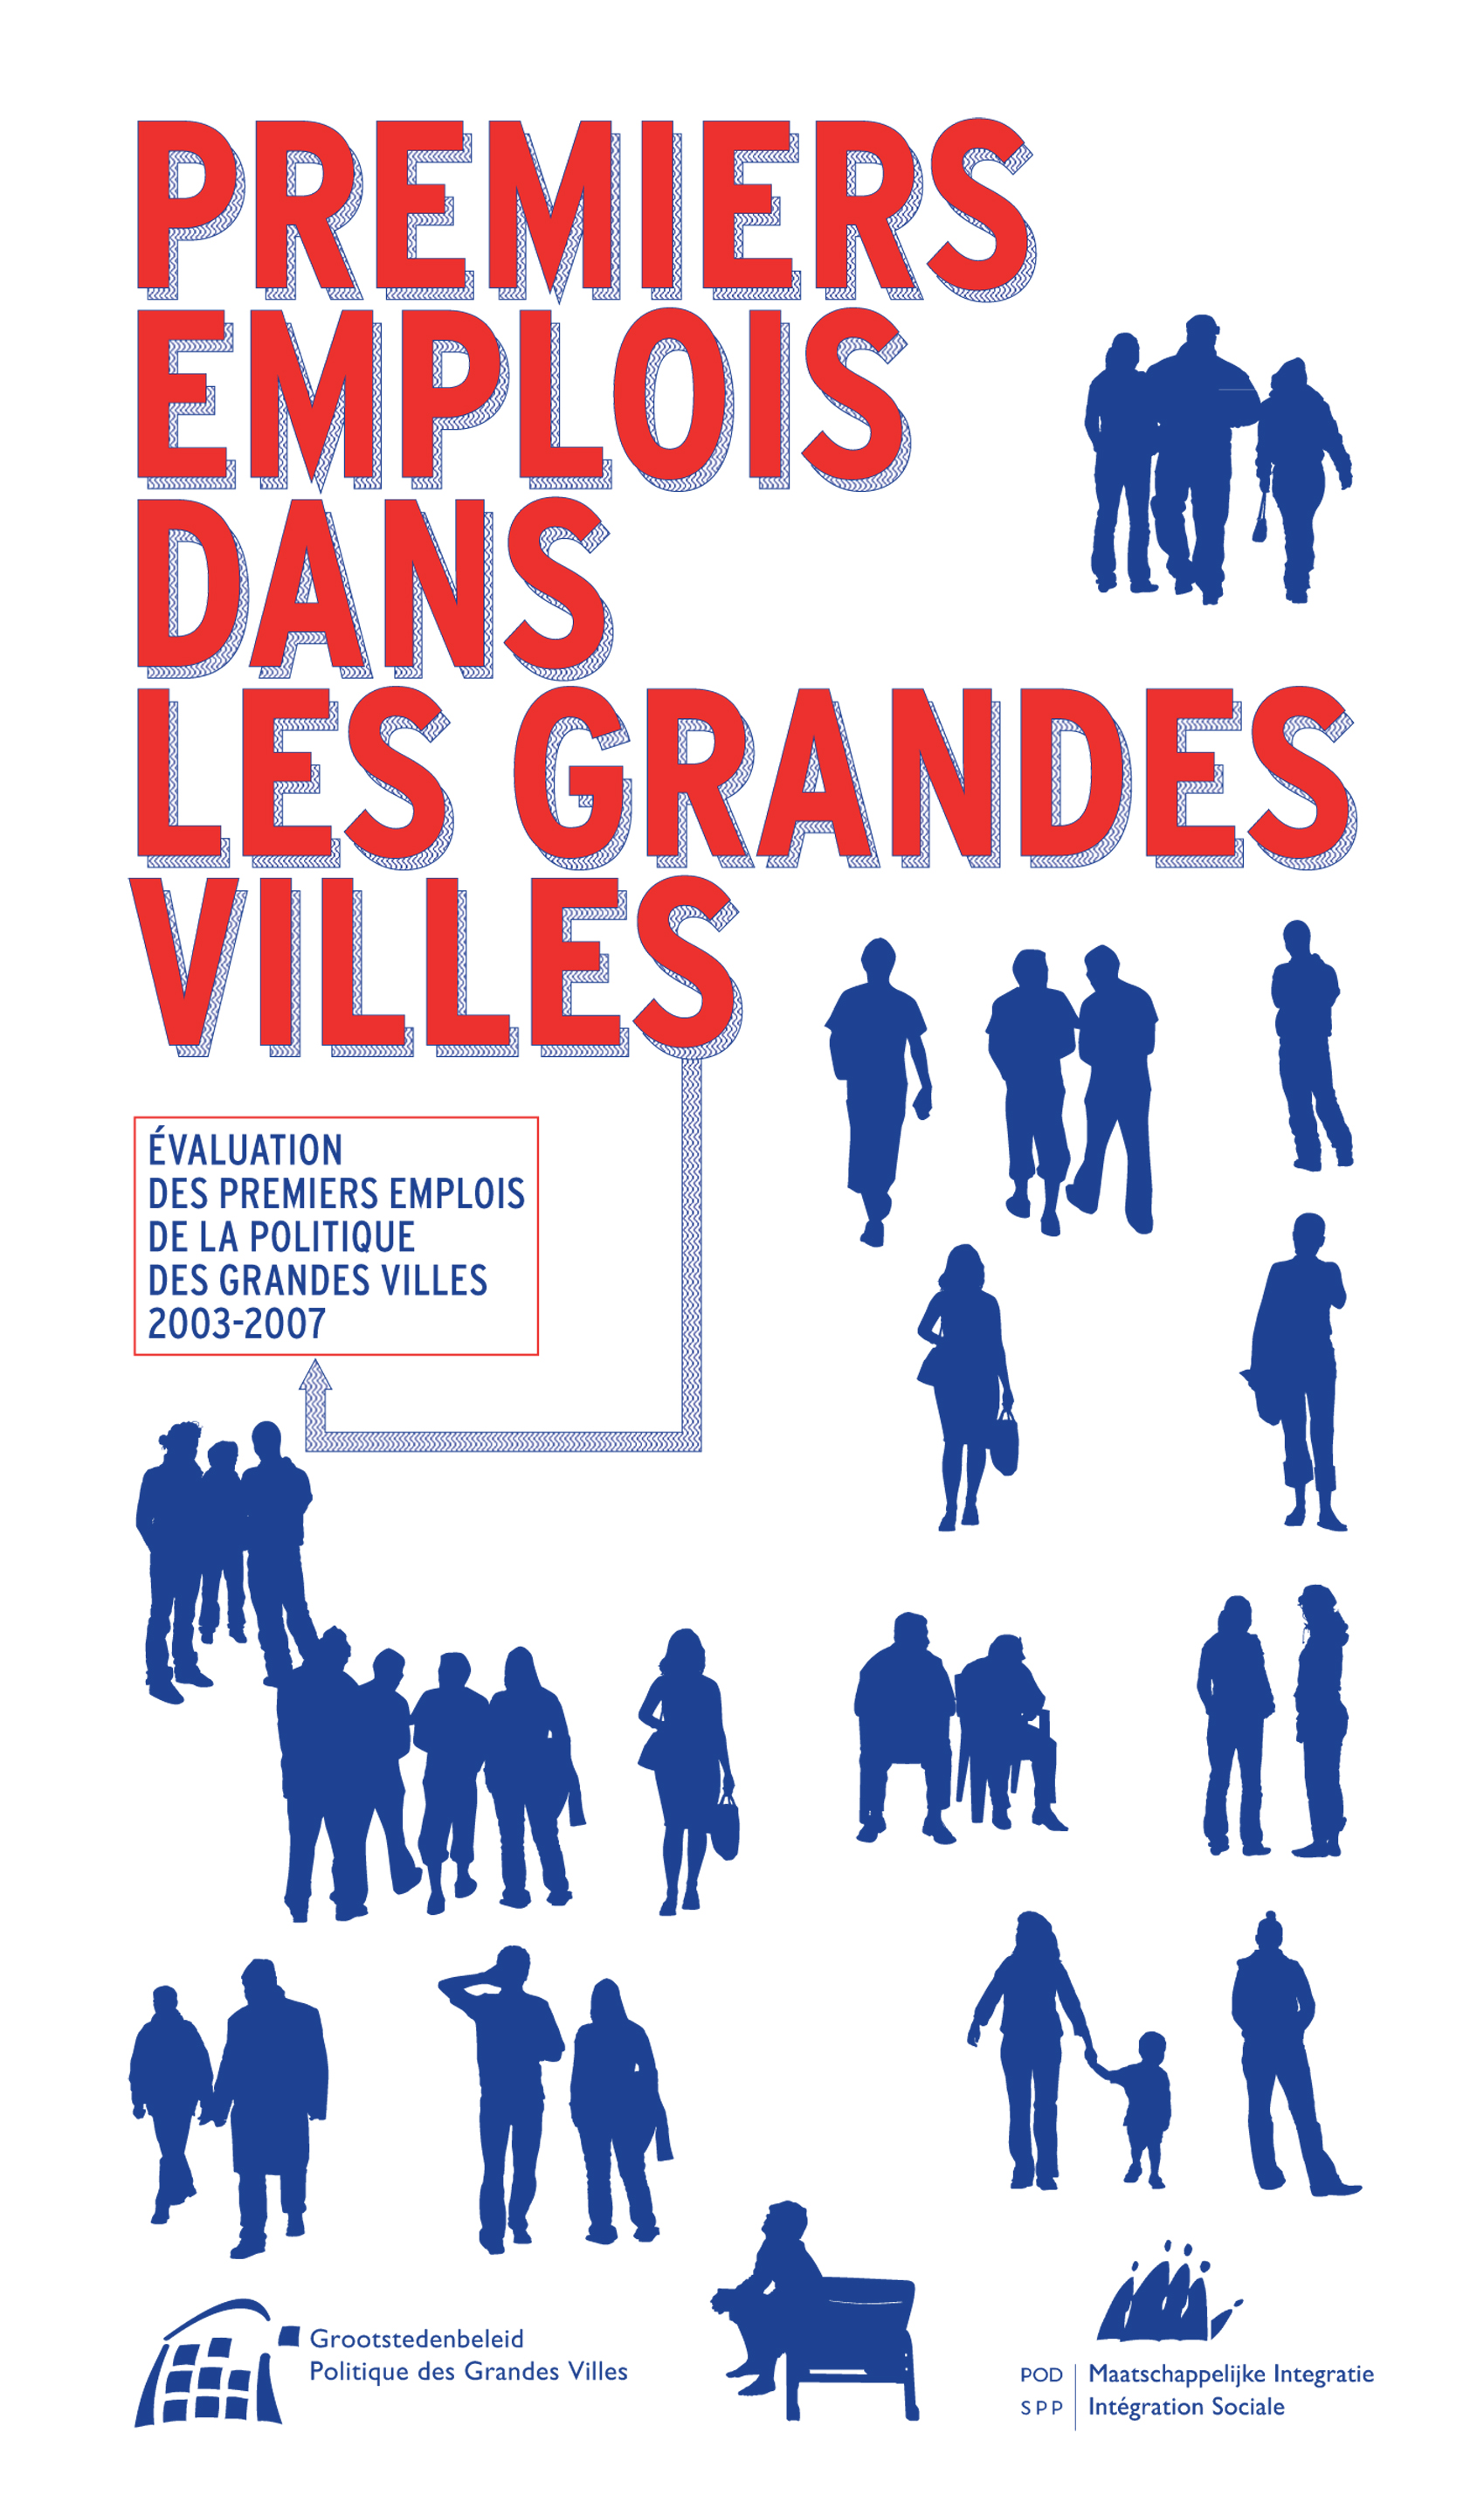 PREMIERS
EMPLOIS
DANS
LES GRANDES
VILLES
ÉVALUATION
DES PREMIERS EMPLOIS
DE LA POLITIQUE
DES GRANDES VILLES
2003-2007
Grootstedenbeleid
Politique des Grandes Villes
POD Maatschappelijke Integratie
SPP Intégration Sociale